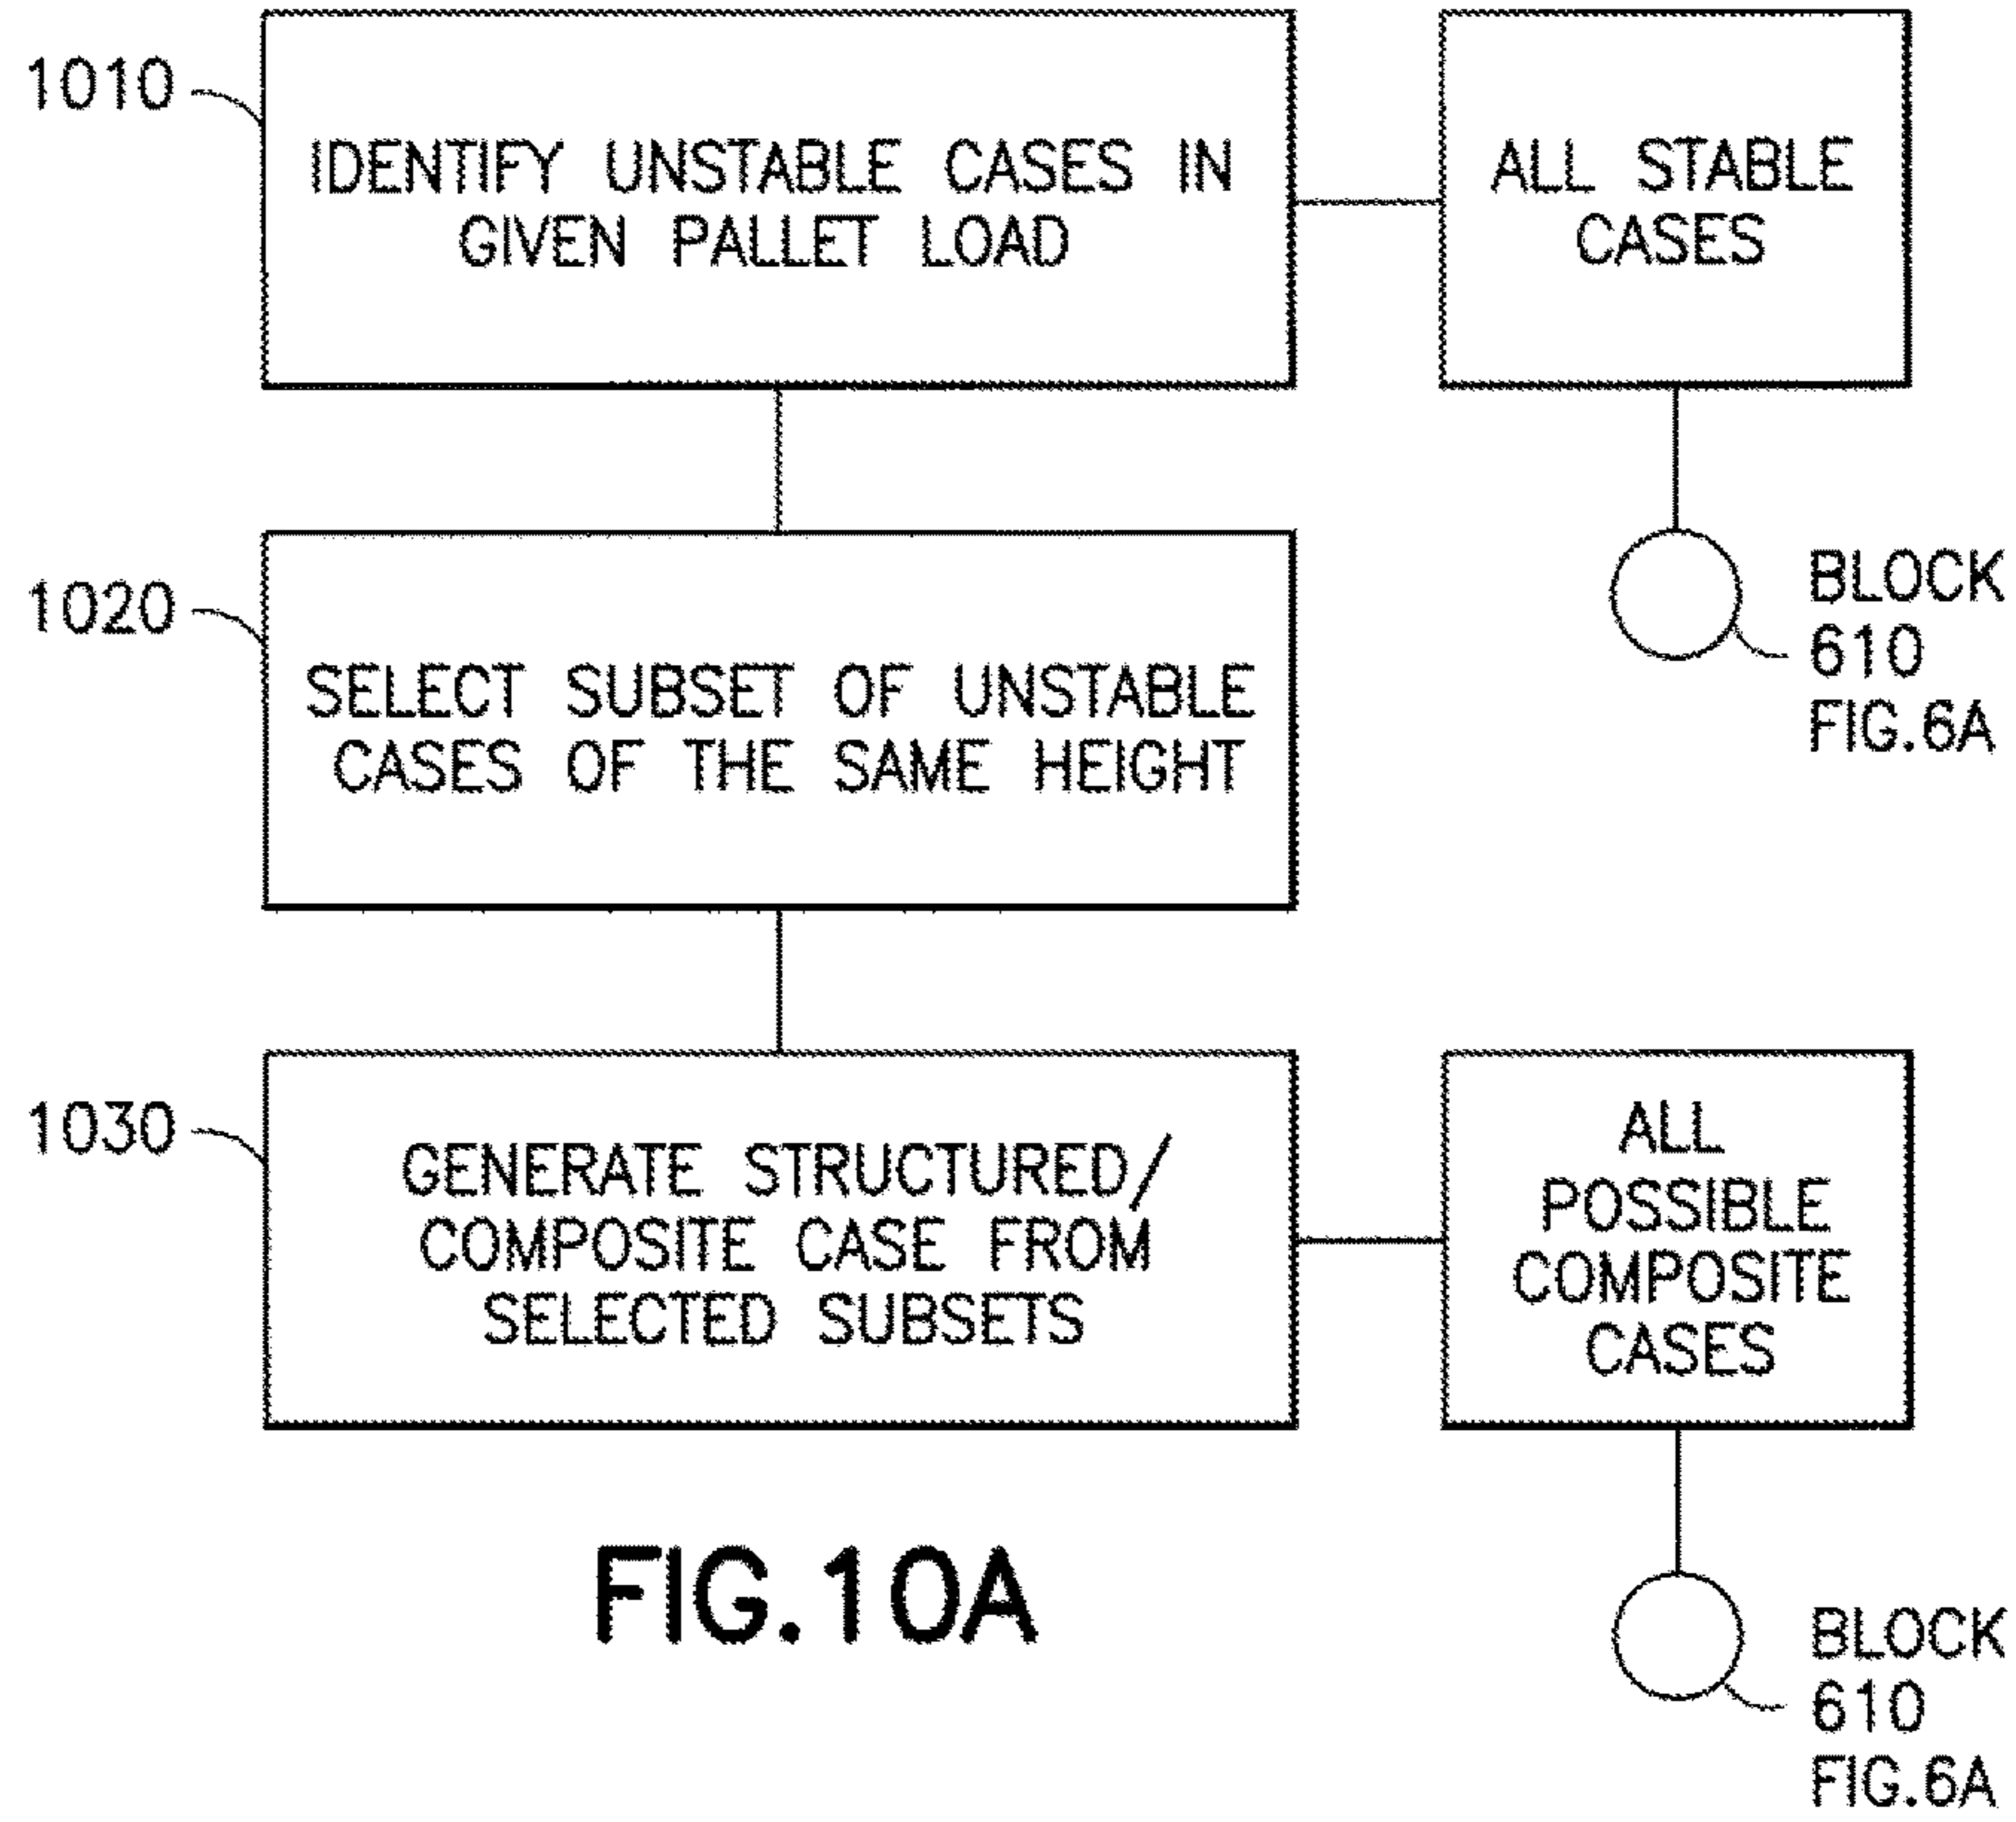 1010
IDENTIFY UNSTABLE CASES IN
GIVEN PALLET LOAD
ALL STABLE
CASES
BLOCK
610
FIG.6A
1020
SELECT SUBSET OF UNSTABLE
CASES OF THE SAME HEIGHT
1030
GENERATE STRUCTURED/
COMPOSITE CASE FROM
SELECTED SUBSETS
ALL
POSSIBLE
COMPOSITE
CASES
BLOCK
610
FIG.6A
FIG.10A